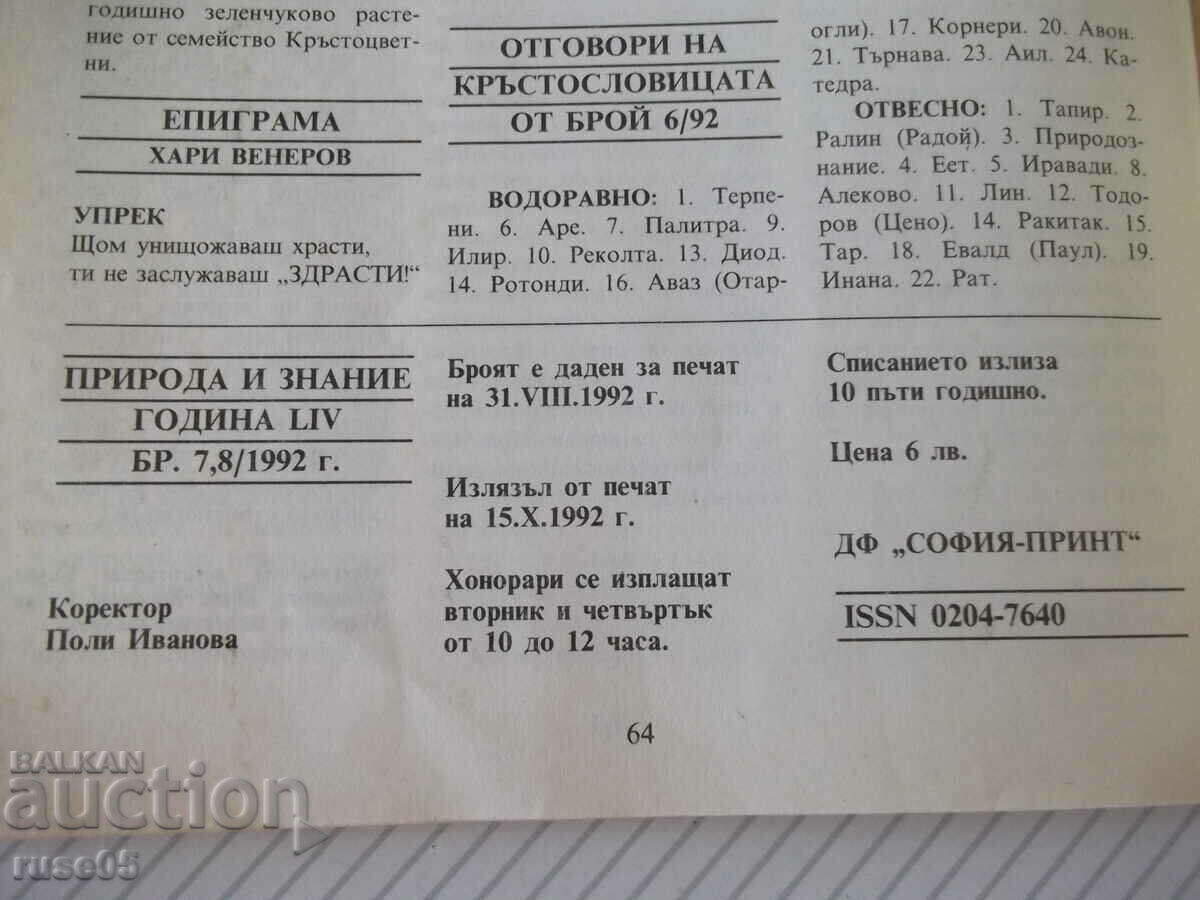 годишно зеленчуково расте-
ние от семейство Кръстоцвет-
ни.
ЕПИГРАМА
ХАРИ ВЕНЕРОВ
УПРЕК
Щом унищожаваш храсти,
ти не заслужаваш „ЗДРАСТИ!“
ОТГОВОРИ НА
КРЪСТОСЛОВИЦАТА
ОТ БРОЙ 6/92
ВОДОРАВНО: 1. Терпе-
ни. 6. Аре. 7. Палитра. 9.
Илир. 10. Реколта. 13. Диод.
14. Ротонди. 16. Аваз (Отар-
огли). 17. Корнери. 20. Авон.
21. Търнава. 23. Аил. 24. Ка-
тедра.
ОТВЕСНО: 1. Тапир. 2.
Ралин (Радой). 3. Природоз-
нание. 4. Еет. 5. Иравади. 8.
Алеково. 11. Лин. 12. Тодо-
ров (Цено). 14. Ракитак. 15.
Тар. 18. Евалд (Паул). 19.
Инана. 22. Рат.
ПРИРОДА И ЗНАНИЕ
ГОДИНА LIV
БР. 7,8/1992 г.
Коректор
Поли Иванова
Броят е даден за печат
на 31.VIII.1992 г.
Излязъл от печат
на 15.X.1992 г.
Хонорари се изплащат
вторник и четвъртък
от 10 до 12 часа.
Списанието излиза
10 пъти годишно.
Цена 6 лв.
ДФ „СОФИЯ-ПРИНТ“
ISSN 0204-7640
64
BALKAN
auction
ruse05